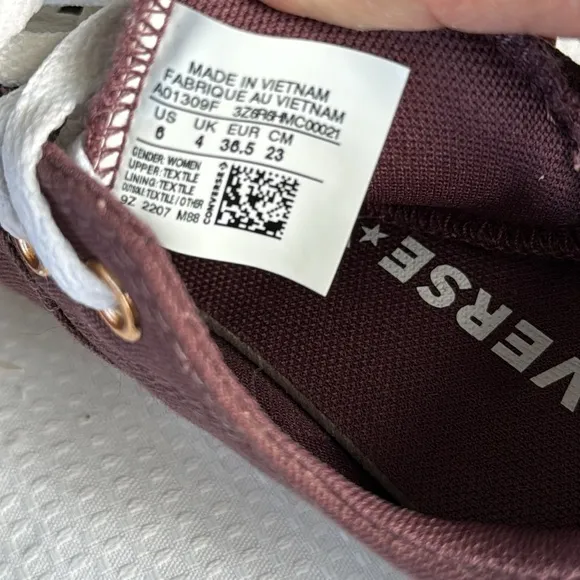 MADE IN VIETNAM
FABRIQUE AU VIETNAM
A01309F 3Z6R6HMC00021
US UK EUR CM
6 4 36.5 23
GENDER: WOMEN
UPPER: TEXTILE
LINING: TEXTILE
OUTSOLE: TEXTILE/OTHER
9Z 2207 M88
CONVERSE
VERSE